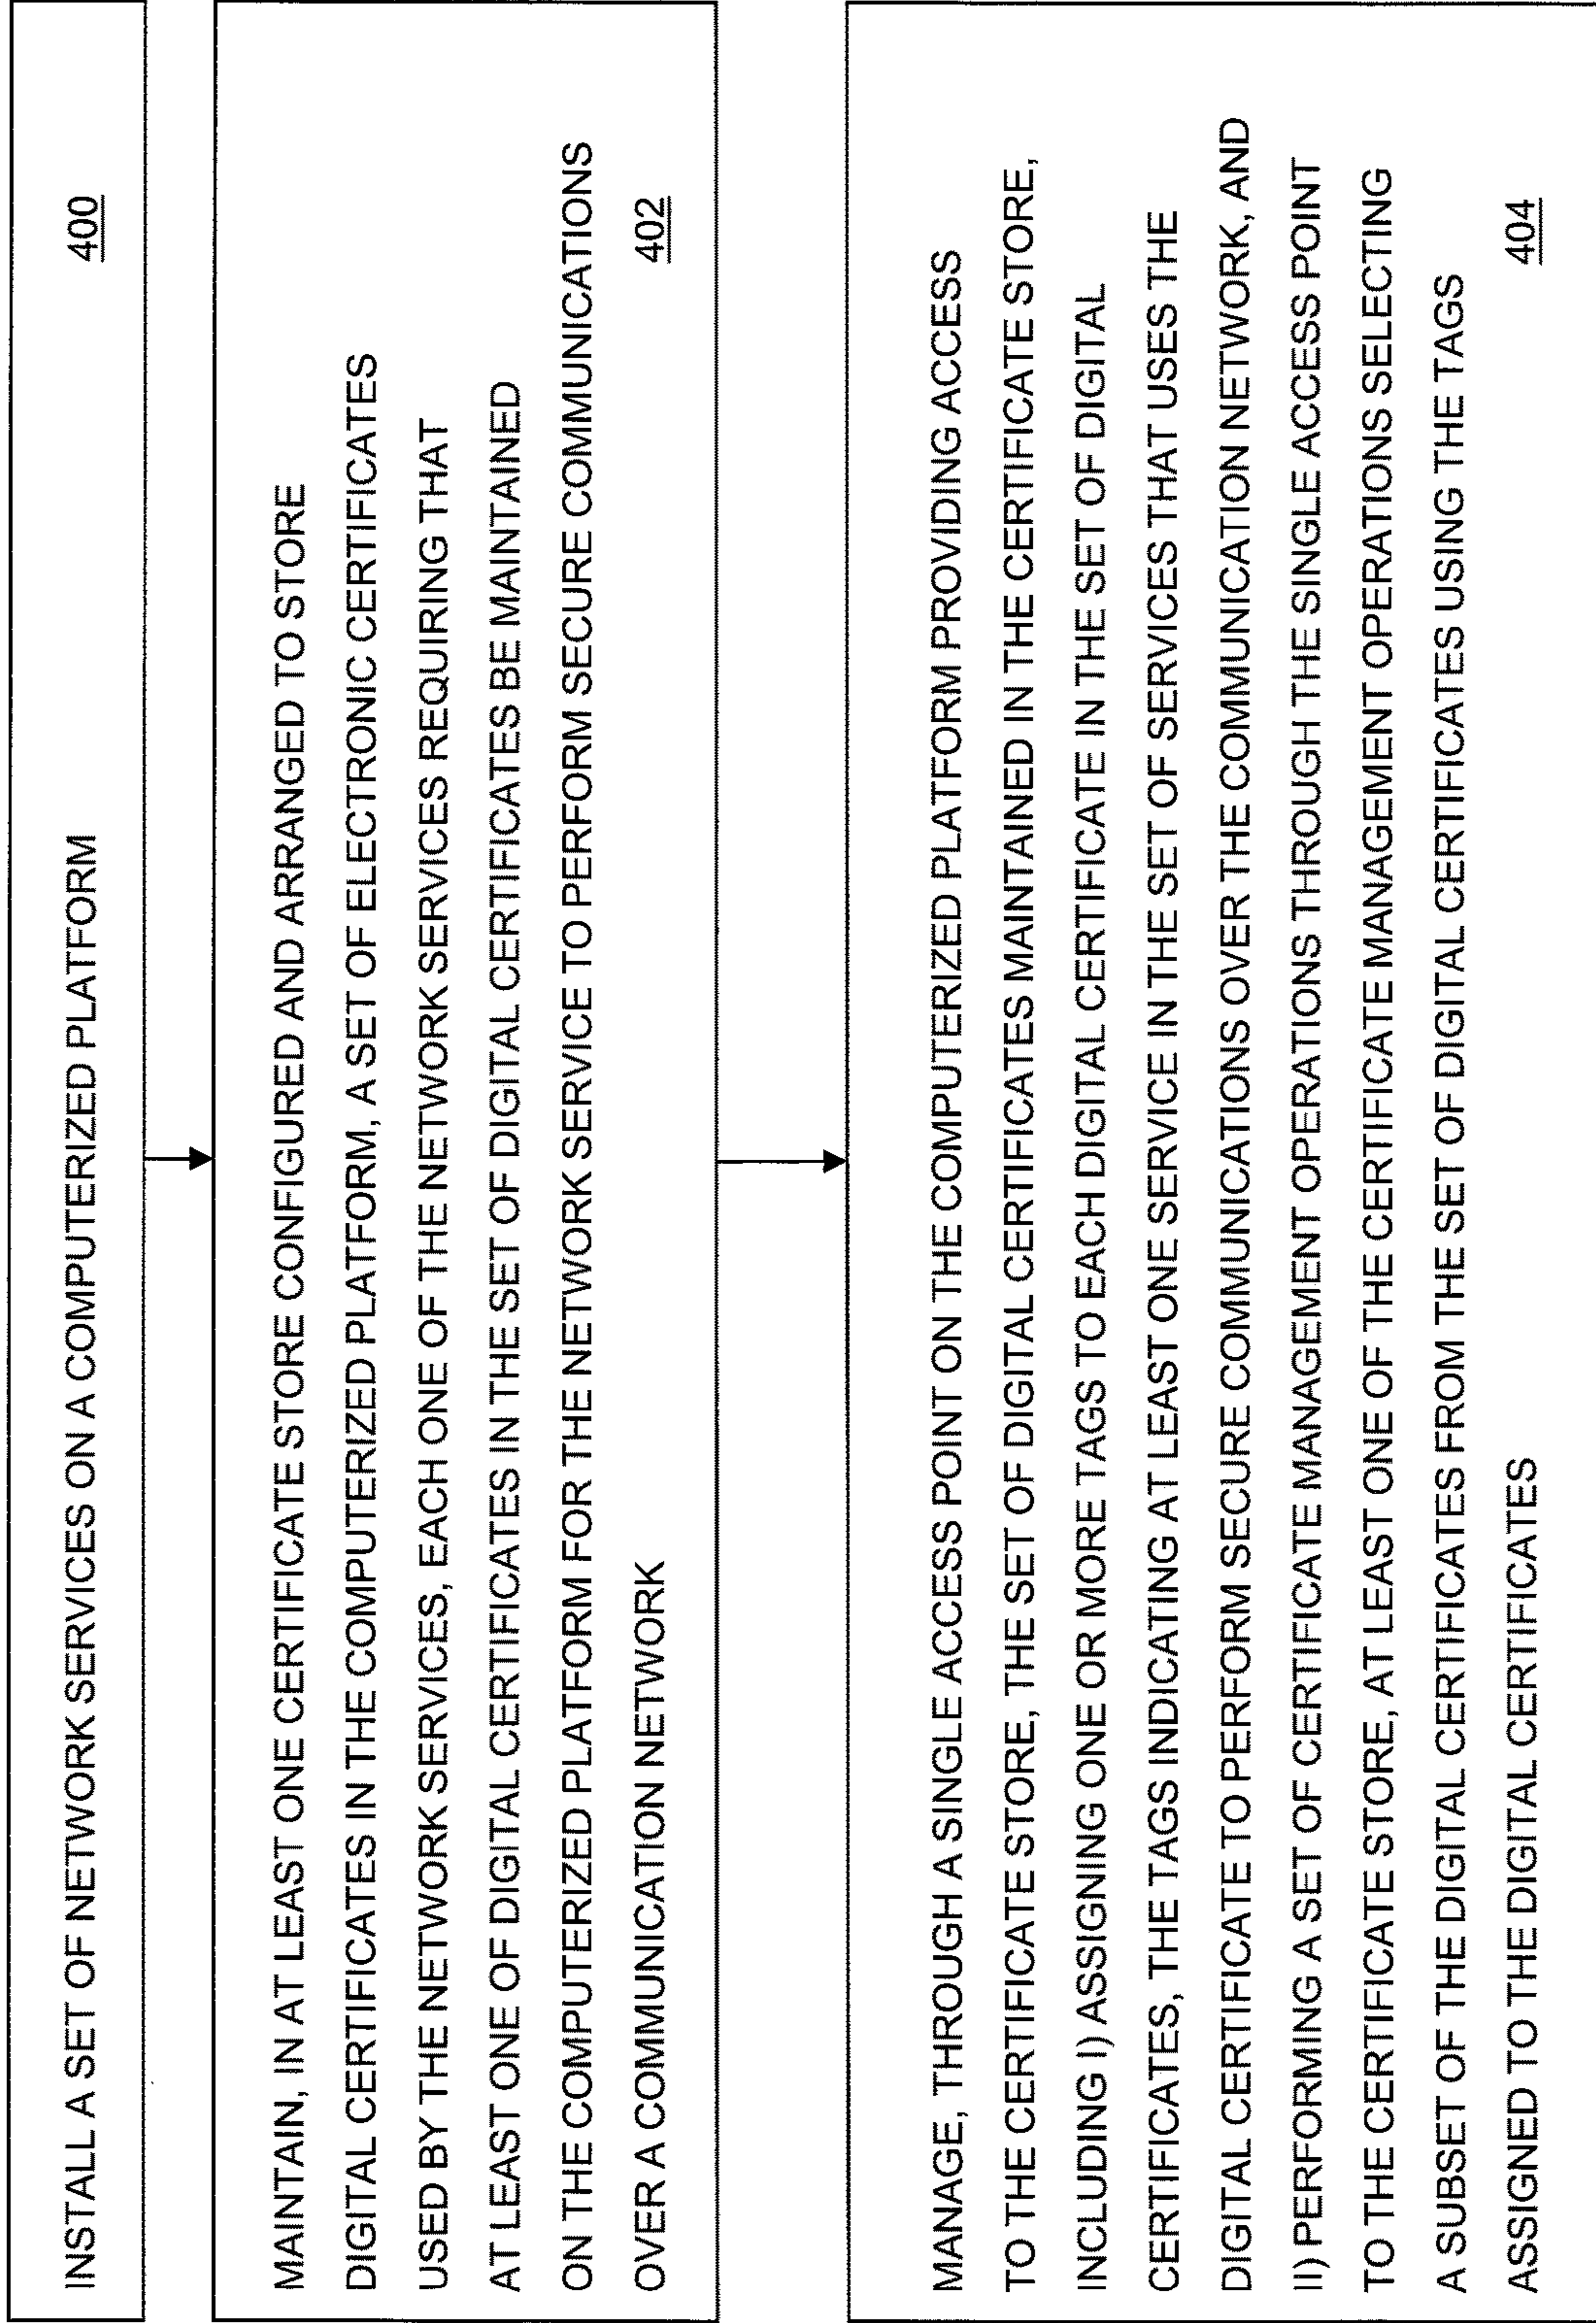 INSTALL A SET OF NETWORK SERVICES ON A COMPUTERIZED PLATFORM 400
MAINTAIN, IN AT LEAST ONE CERTIFICATE STORE CONFIGURED AND ARRANGED TO STORE
DIGITAL CERTIFICATES IN THE COMPUTERIZED PLATFORM, A SET OF ELECTRONIC CERTIFICATES
USED BY THE NETWORK SERVICES, EACH ONE OF THE NETWORK SERVICES REQUIRING THAT
AT LEAST ONE OF DIGITAL CERTIFICATES IN THE SET OF DIGITAL CERTIFICATES BE MAINTAINED
ON THE COMPUTERIZED PLATFORM FOR THE NETWORK SERVICE TO PERFORM SECURE COMMUNICATIONS
OVER A COMMUNICATION NETWORK 402
MANAGE, THROUGH A SINGLE ACCESS POINT ON THE COMPUTERIZED PLATFORM PROVIDING ACCESS
TO THE CERTIFICATE STORE, THE SET OF DIGITAL CERTIFICATES MAINTAINED IN THE CERTIFICATE STORE,
INCLUDING I) ASSIGNING ONE OR MORE TAGS TO EACH DIGITAL CERTIFICATE IN THE SET OF DIGITAL
CERTIFICATES, THE TAGS INDICATING AT LEAST ONE SERVICE IN THE SET OF SERVICES THAT USES THE
DIGITAL CERTIFICATE TO PERFORM SECURE COMMUNICATIONS OVER THE COMMUNICATION NETWORK, AND
II) PERFORMING A SET OF CERTIFICATE MANAGEMENT OPERATIONS THROUGH THE SINGLE ACCESS POINT
TO THE CERTIFICATE STORE, AT LEAST ONE OF THE CERTIFICATE MANAGEMENT OPERATIONS SELECTING
A SUBSET OF THE DIGITAL CERTIFICATES FROM THE SET OF DIGITAL CERTIFICATES USING THE TAGS
ASSIGNED TO THE DIGITAL CERTIFICATES 404